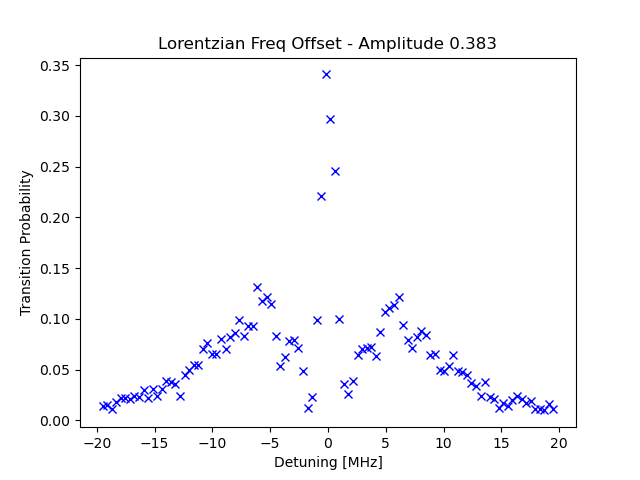 Lorentzian Freq Offset - Amplitude 0.383
0.35
0.30
0.25
0.20
0.15
0.10
0.05
0.00
Transition Probability
−20 −15 −10 −5 0 5 10 15 20
Detuning [MHz]